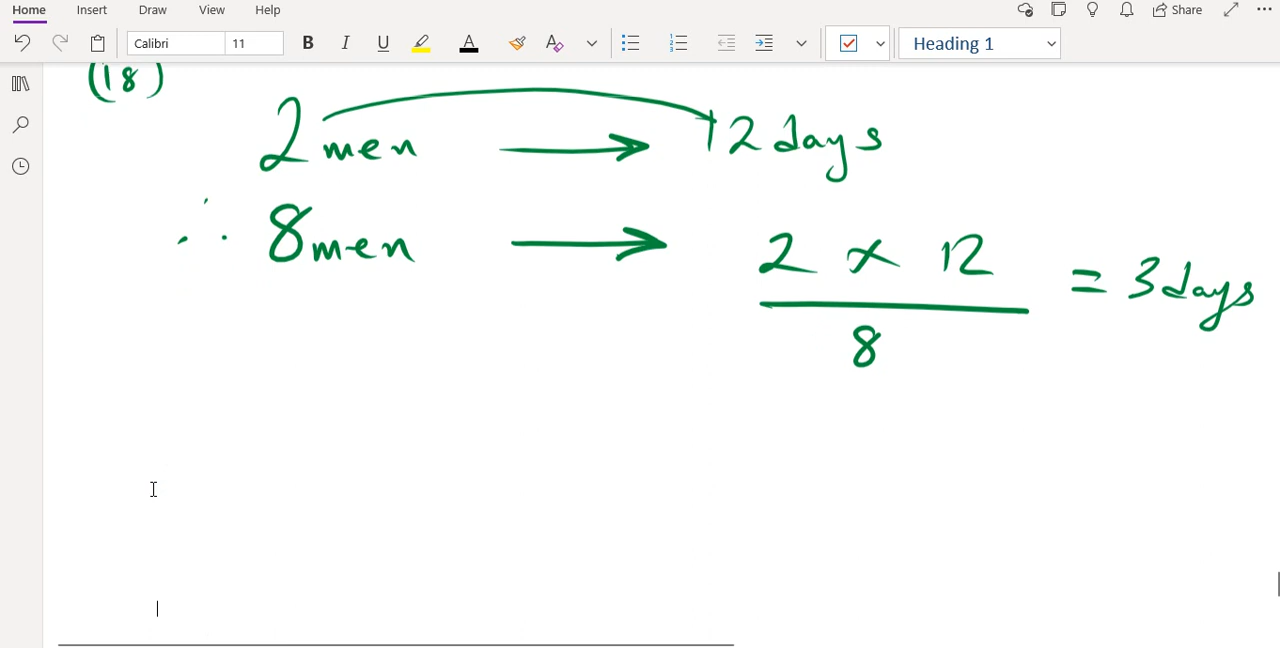 Home Insert Draw View Help Share
Calibri 11 B I U A A Heading 1
(18)
2 men → 12 days
∴ 8 men → 2 × 12
= 3 days
8